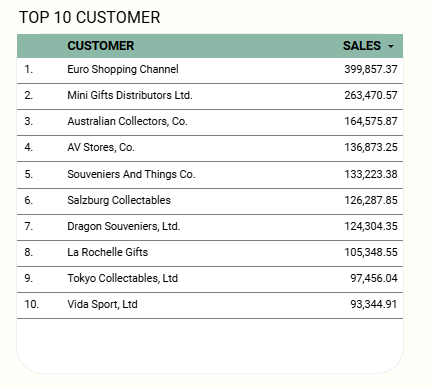 TOP 10 CUSTOMER
CUSTOMER SALES
1. Euro Shopping Channel 399,857.37
2. Mini Gifts Distributors Ltd. 263,470.57
3. Australian Collectors, Co. 164,575.87
4. AV Stores, Co. 136,873.25
5. Souveniers And Things Co. 133,223.38
6. Salzburg Collectables 126,287.85
7. Dragon Souveniers, Ltd. 124,304.35
8. La Rochelle Gifts 105,348.55
9. Tokyo Collectables, Ltd 97,456.04
10. Vida Sport, Ltd 93,344.91